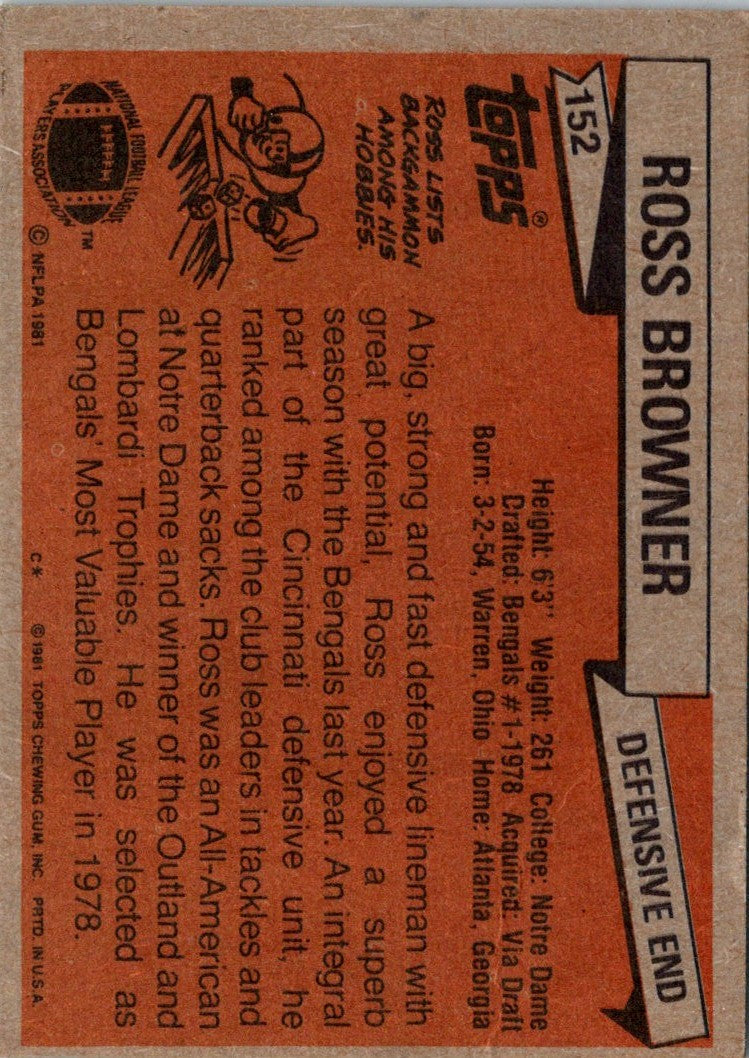 152
ROSS BROWNER
DEFENSIVE END
TOPPS®
Height: 6'3" Weight: 261 College: Notre Dame
Drafted: Bengals #1-1978 Acquired: Via Draft
Born: 3-2-54, Warren, Ohio Home: Atlanta, Georgia
ROSS LISTS
BACKGAMMON
AMONG HIS
HOBBIES.
A big, strong and fast defensive lineman with
great potential, Ross enjoyed a superb
season with the Bengals last year. An integral
part of the Cincinnati defensive unit, he
ranked among the club leaders in tackles and
quarterback sacks. Ross was an All-American
at Notre Dame and winner of the Outland and
Lombardi Trophies. He was selected as
Bengals' Most Valuable Player in 1978.
NATIONAL FOOTBALL LEAGUE
PLAYERS ASSOCIATION
™
© NFLPA 1981
C*
©1981 TOPPS CHEWING GUM, INC. PRTD. IN U.S.A.